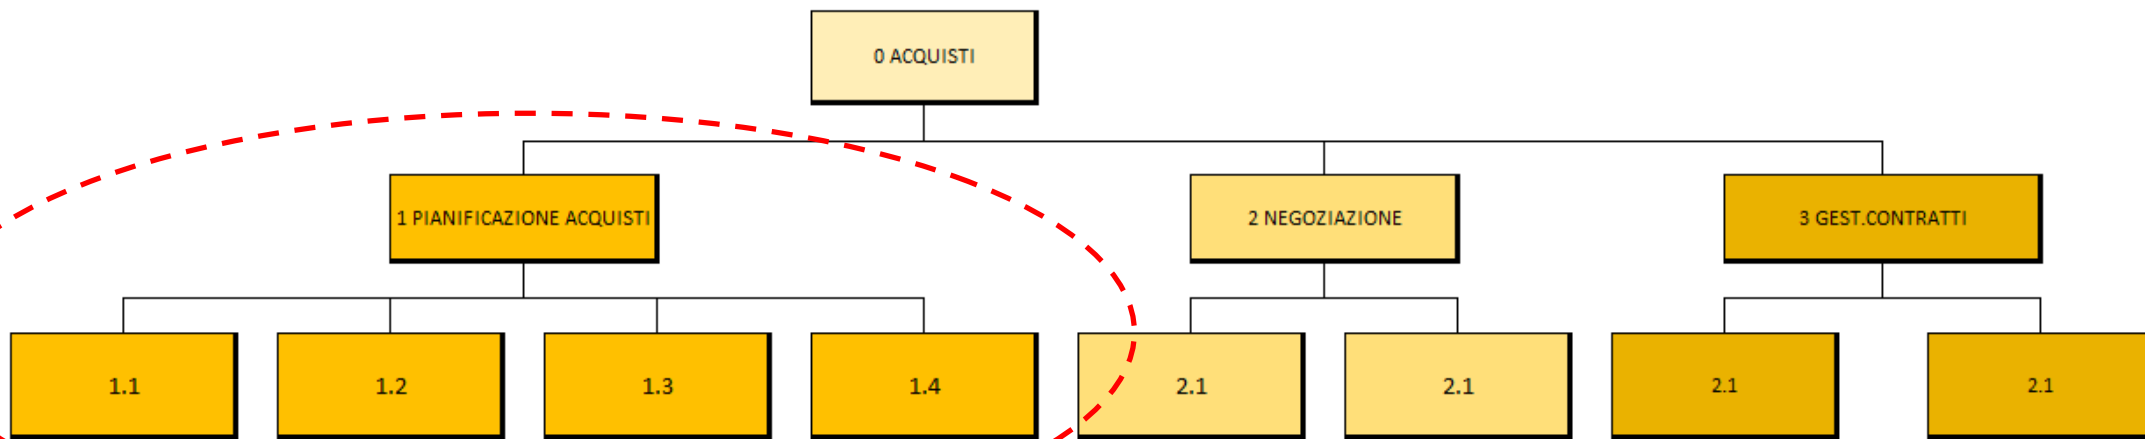 0 ACQUISTI
1 PIANIFICAZIONE ACQUISTI
2 NEGOZIAZIONE
3 GEST.CONTRATTI
1.1
1.2
1.3
1.4
2.1
2.1
2.1
2.1